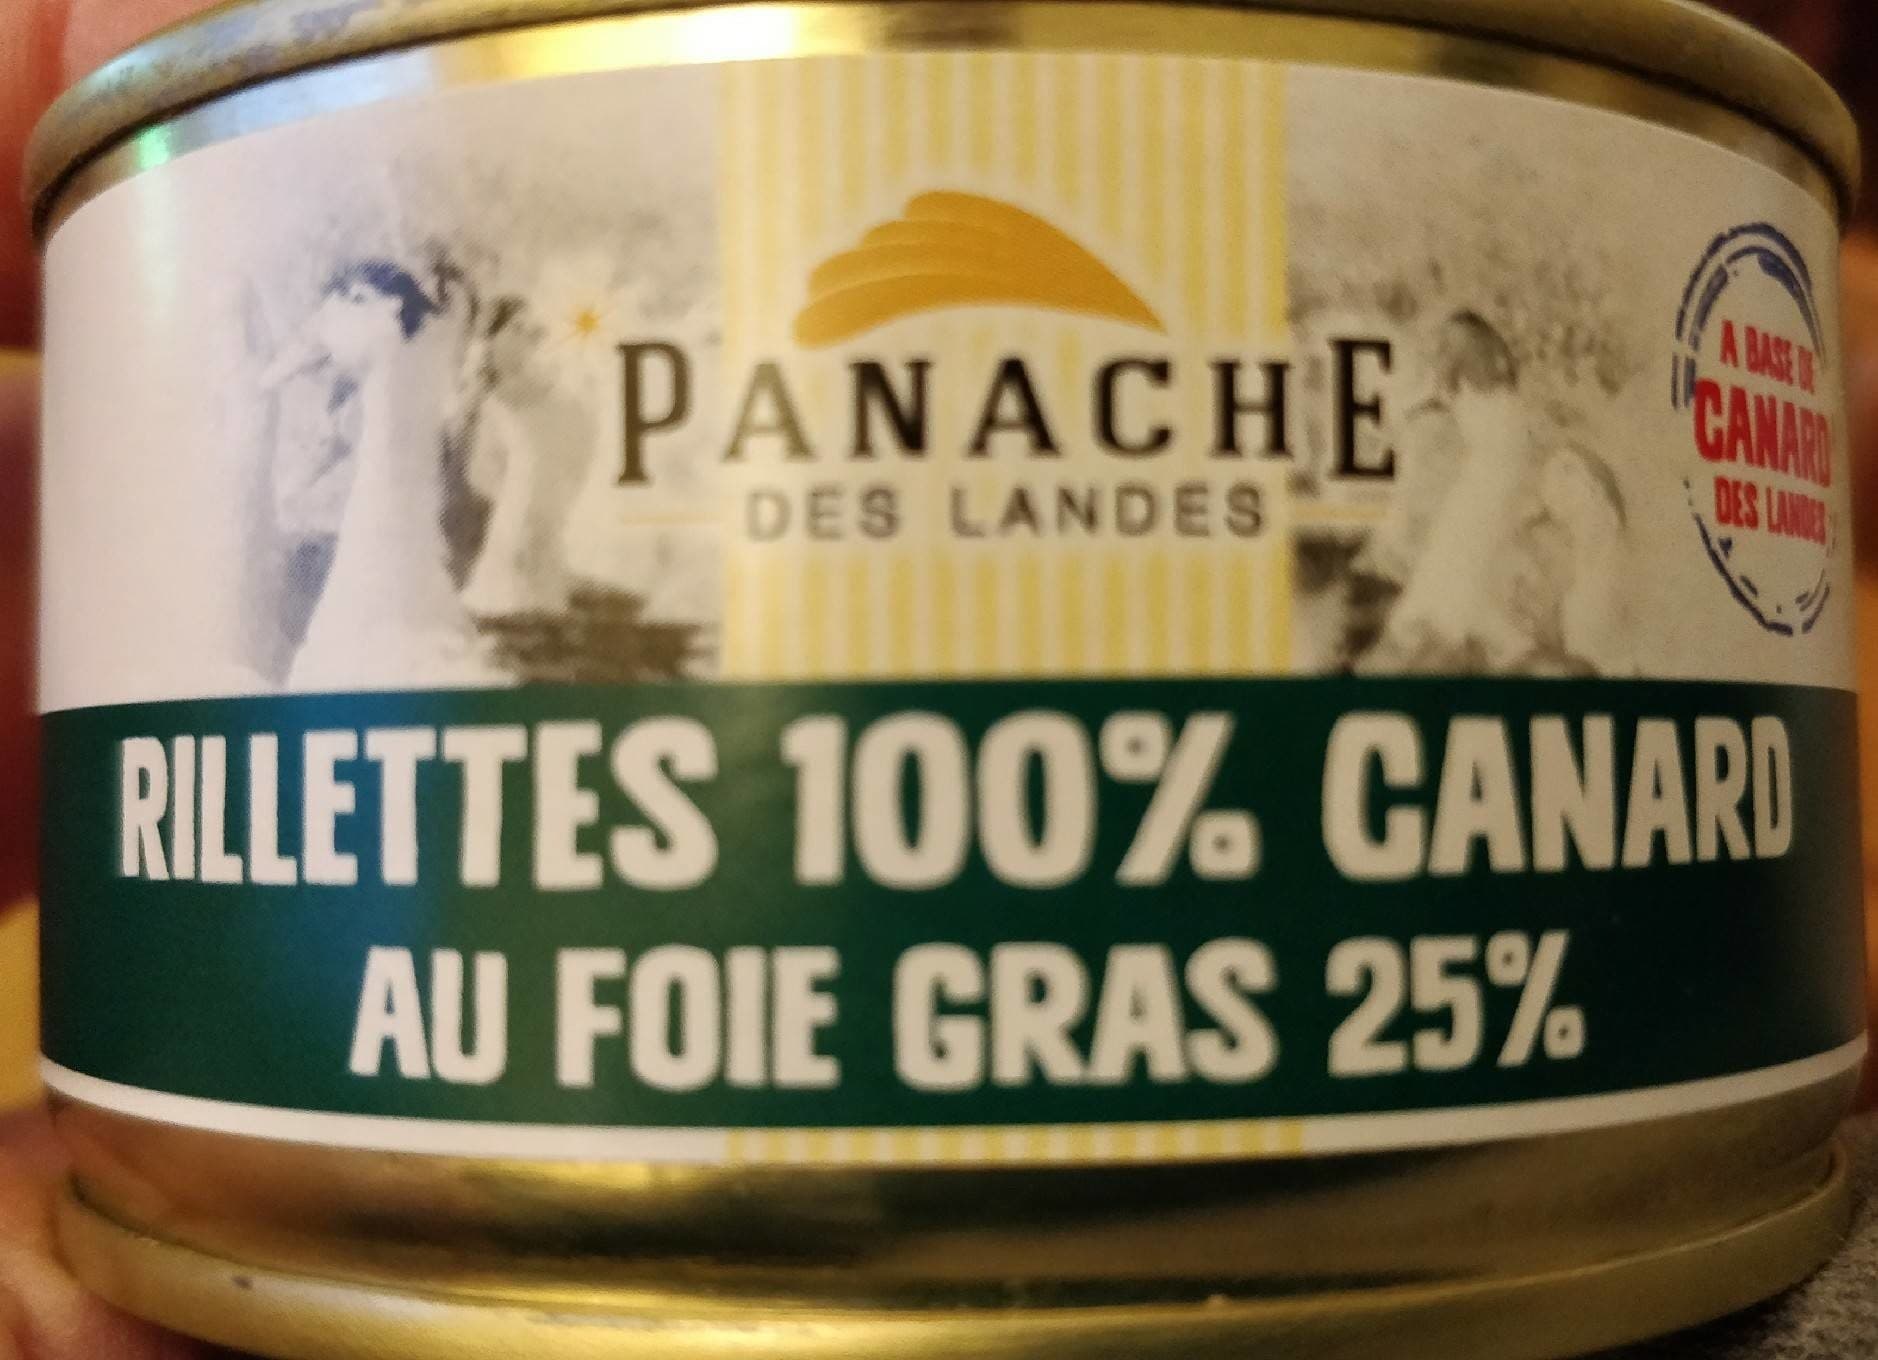 PANACHE
DES LANDES
A BASE DE
CANARD
DES LANDES
RILLETTES 100% CANARD
AU FOIE GRAS 25%